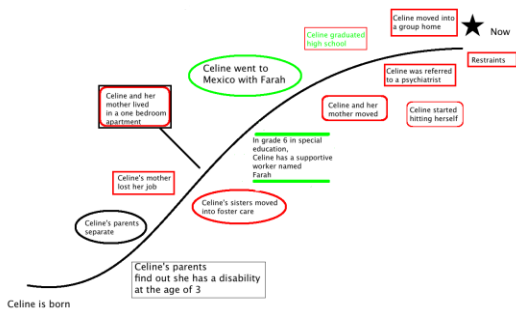 Celine moved into
a group home
Now
Celine graduated
high school
Restraints
Celine was referred
to a psychiatrist
Celine went to
Mexico with Farah
Celine and her
mother lived
in a one bedroom
apartment
Celine and her
mother moved
Celine started
hitting herself
In grade 6 in special
education,
Celine has a supportive
worker named
Farah
Celine's mother
lost her job
Celine's sisters moved
into foster care
Celine's parents
separate
Celine's parents
find out she has a disability
at the age of 3
Celine is born